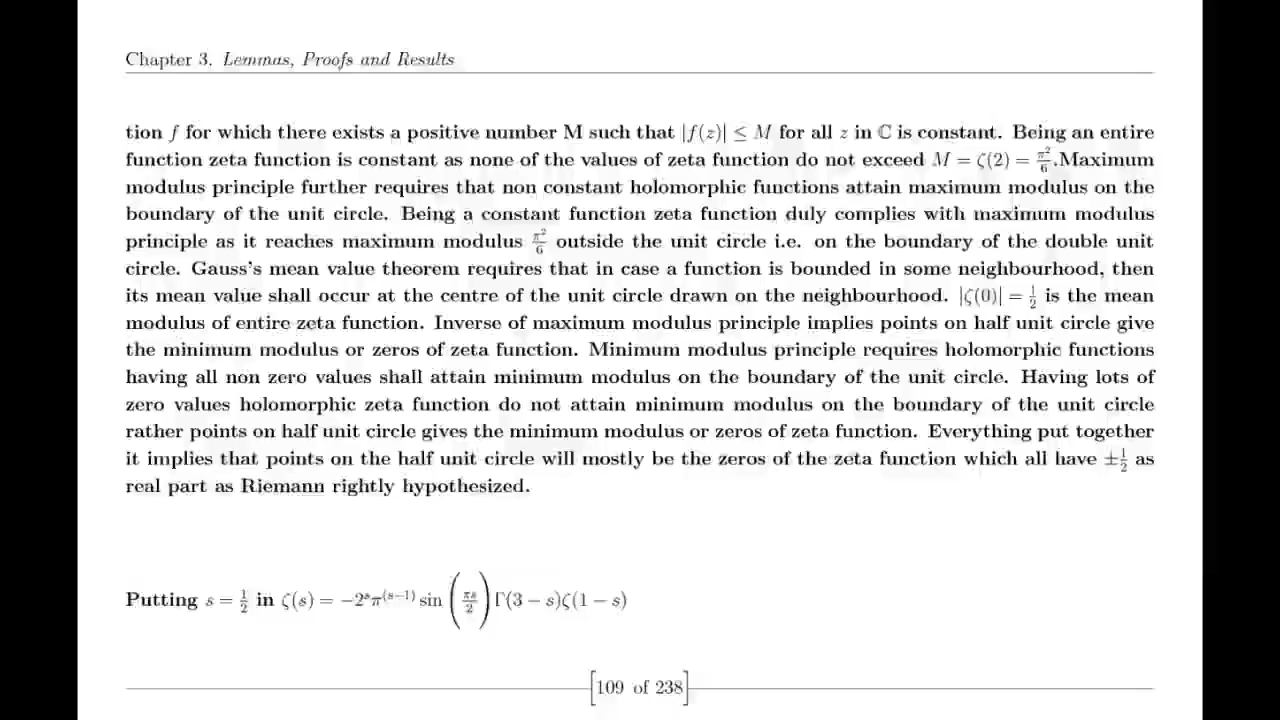 Chapter 3. Lemmas, Proofs and Results
tion f for which there exists a positive number M such that |f(z)| ≤ M for all z in ℂ is constant. Being an entire
function zeta function is constant as none of the values of zeta function do not exceed M = ζ(2) = π²/6.Maximum
modulus principle further requires that non constant holomorphic functions attain maximum modulus on the
boundary of the unit circle. Being a constant function zeta function duly complies with maximum modulus
principle as it reaches maximum modulus π²/6 outside the unit circle i.e. on the boundary of the double unit
circle. Gauss's mean value theorem requires that in case a function is bounded in some neighbourhood, then
its mean value shall occur at the centre of the unit circle drawn on the neighbourhood. |ζ(0)| = 1/2 is the mean
modulus of entire zeta function. Inverse of maximum modulus principle implies points on half unit circle give
the minimum modulus or zeros of zeta function. Minimum modulus principle requires holomorphic functions
having all non zero values shall attain minimum modulus on the boundary of the unit circle. Having lots of
zero values holomorphic zeta function do not attain minimum modulus on the boundary of the unit circle
rather points on half unit circle gives the minimum modulus or zeros of zeta function. Everything put together
it implies that points on the half unit circle will mostly be the zeros of the zeta function which all have ±1/2 as
real part as Riemann rightly hypothesized.
Putting s = 1/2 in ζ(s) = −2ˢπ⁽ˢ⁻¹⁾ sin(πs/2)Γ(3 − s)ζ(1 − s)
[109 of 238]